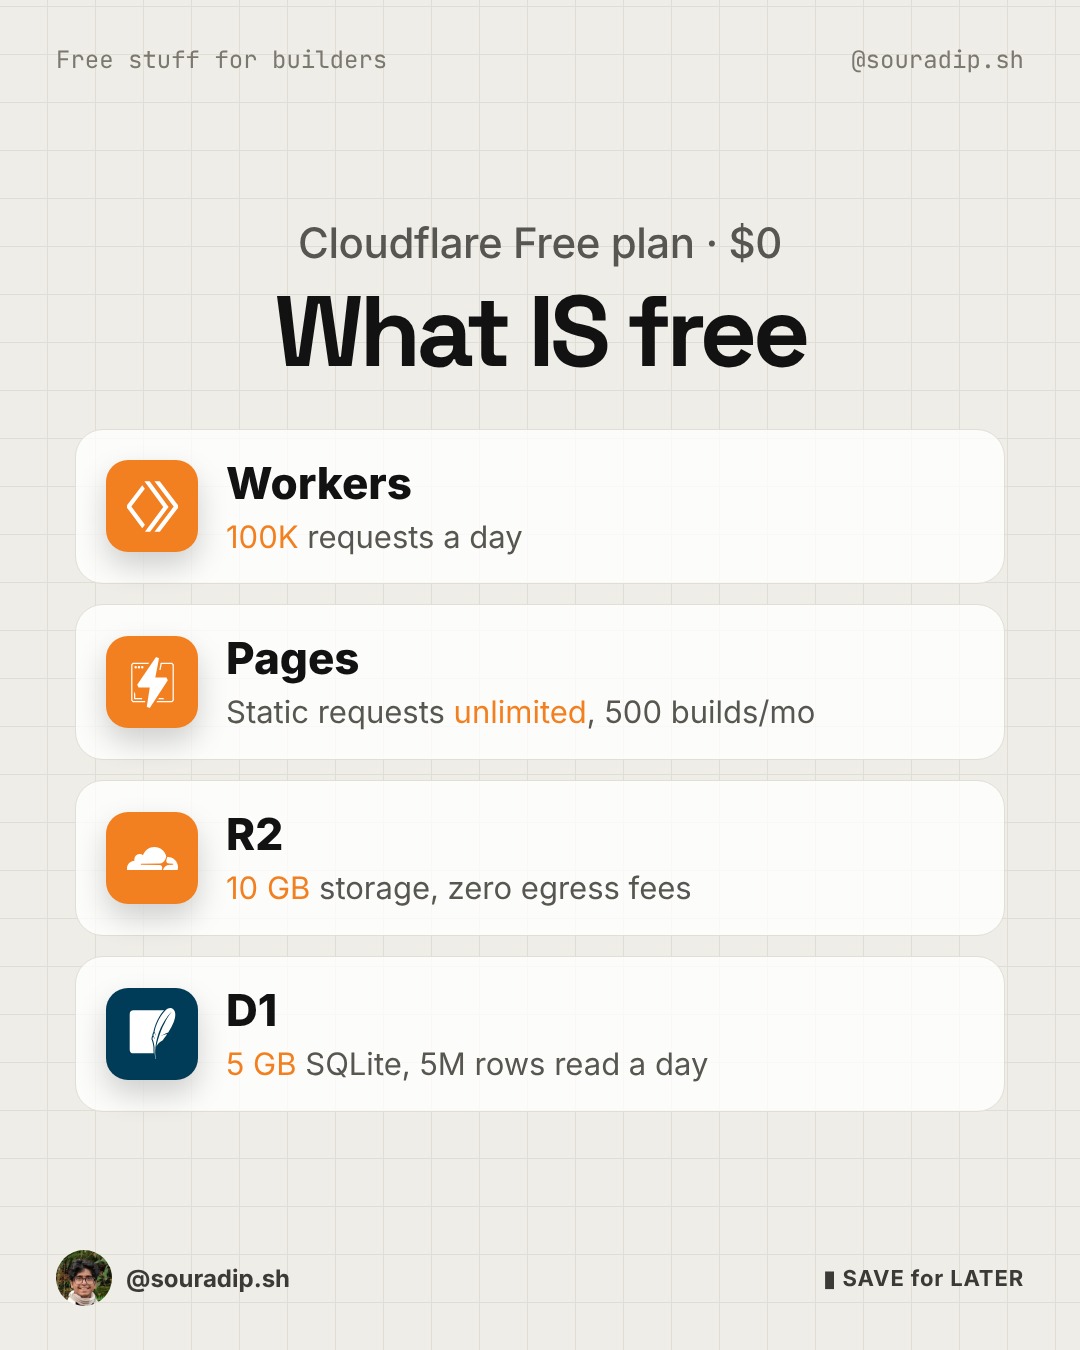 Free stuff for builders
@souradip.sh
Cloudflare Free plan · $0
What IS free
Workers
100K requests a day
Pages
Static requests unlimited, 500 builds/mo
R2
10 GB storage, zero egress fees
D1
5 GB SQLite, 5M rows read a day
@souradip.sh
▮ SAVE for LATER